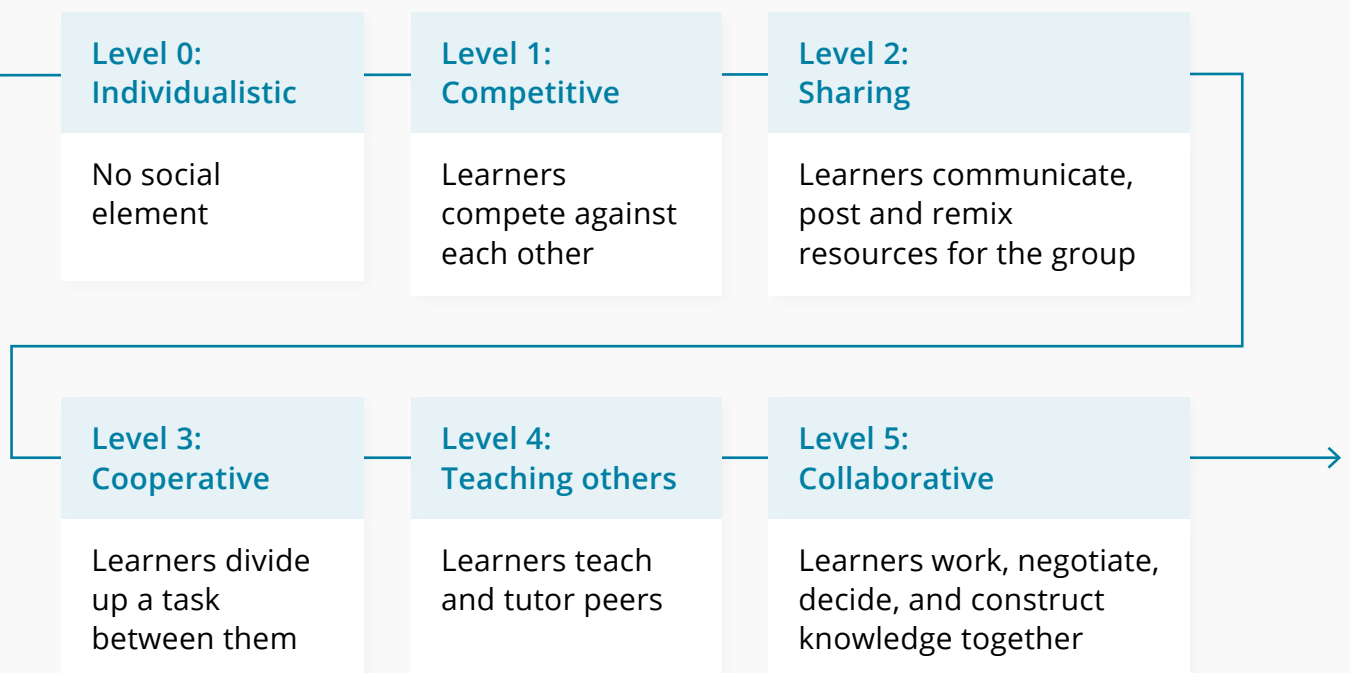 Level 0:
Individualistic
No social
element
Level 1:
Competitive
Learners
compete against
each other
Level 2:
Sharing
Learners communicate,
post and remix
resources for the group
Level 3:
Cooperative
Learners divide
up a task
between them
Level 4:
Teaching others
Learners teach
and tutor peers
Level 5:
Collaborative
Learners work, negotiate,
decide, and construct
knowledge together